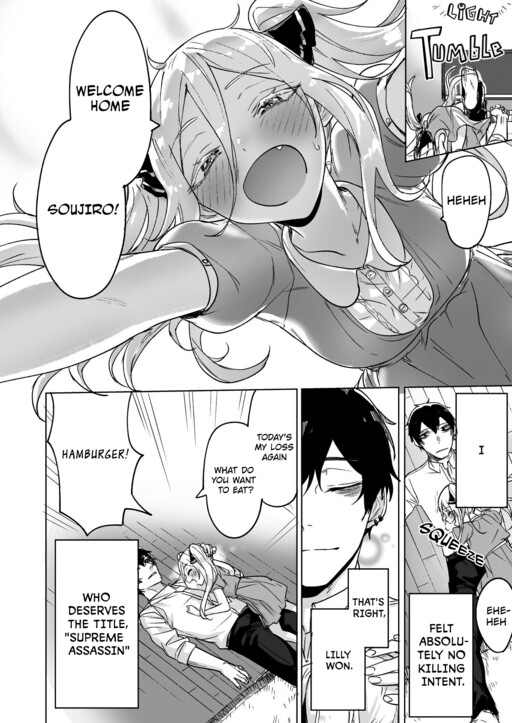 LIGHT
TUMBLE
WELCOME
HOME
SOUJIRO!
HEHEH
I
SQUEEZE
EHE-
HEH
FELT
ABSOLU-
TELY NO
KILLING
INTENT.
THAT'S
RIGHT,
LILLY
WON.
TODAY'S
MY LOSS
AGAIN
WHAT DO
YOU WANT
TO EAT?
HAMBURGER!
WHO
DESERVES
THE TITLE,
"SUPREME
ASSASSIN"